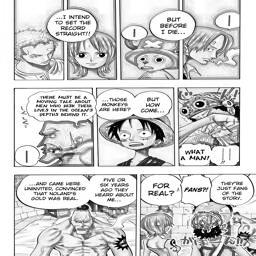 ...I INTEND
TO SET THE
RECORD
STRAIGHT!!
BUT
BEFORE
I DIE...
THERE MUST BE A
MOVING TALE ABOUT
MEN WHO RISK THEIR
LIVES IN THE OCEAN'S
DEPTHS BEHIND IT.
...THOSE
MONKEYS
ARE HERE?
BUT
HOW
COME...
WHAT
A MAN!
...AND CAME HERE
UNINVITED, CONVINCED
THAT NOLAND'S
GOLD WAS REAL.
FIVE OR
SIX YEARS
AGO THEY
HEARD ABOUT
ME...
FOR
REAL?
FANS?!
THEY'RE
JUST FANS
OF THE
STORY.